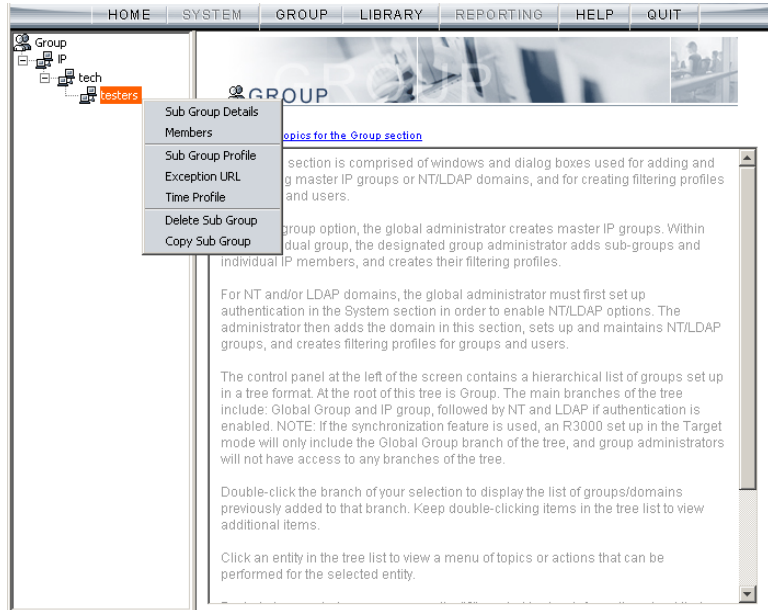 HOME SYSTEM GROUP LIBRARY REPORTING HELP QUIT
Group
IP
tech
testers
Sub Group Details
Members
Sub Group Profile
Exception URL
Time Profile
Delete Sub Group
Copy Sub Group
GROUP
GROUP
opics for the Group section
section is comprised of windows and dialog boxes used for adding and
g master IP groups or NT/LDAP domains, and for creating filtering profiles
and users.
group option, the global administrator creates master IP groups. Within
dual group, the designated group administrator adds sub-groups and
individual IP members, and creates their filtering profiles.
For NT and/or LDAP domains, the global administrator must first set up
authentication in the System section in order to enable NT/LDAP options. The
administrator then adds the domain in this section, sets up and maintains NT/LDAP
groups, and creates filtering profiles for groups and users.
The control panel at the left of the screen contains a hierarchical list of groups set up
in a tree format. At the root of this tree is Group. The main branches of the tree
include: Global Group and IP group, followed by NT and LDAP if authentication is
enabled. NOTE: If the synchronization feature is used, an R3000 set up in the Target
mode will only include the Global Group branch of the tree, and group administrators
will not have access to any branches of the tree.
Double-click the branch of your selection to display the list of groups/domains
previously added to that branch. Keep double-clicking items in the tree list to view
additional items.
Click an entity in the tree list to view a menu of topics or actions that can be
performed for the selected entity.